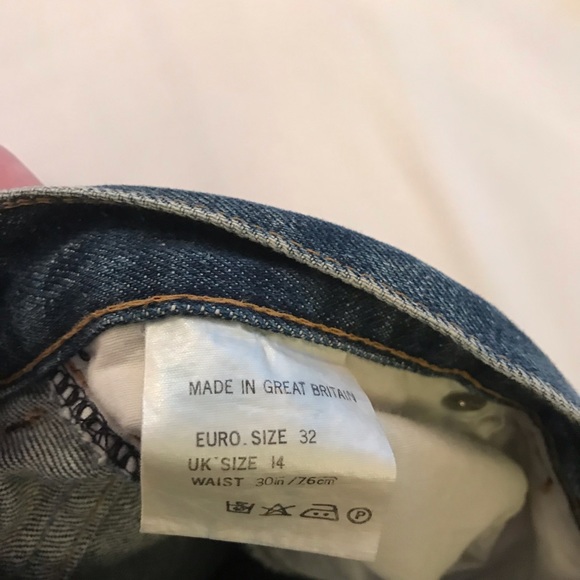 MADE IN GREAT BRITAIN
EURO. SIZE 32
UK SIZE 14
WAIST 30in/76cm
P